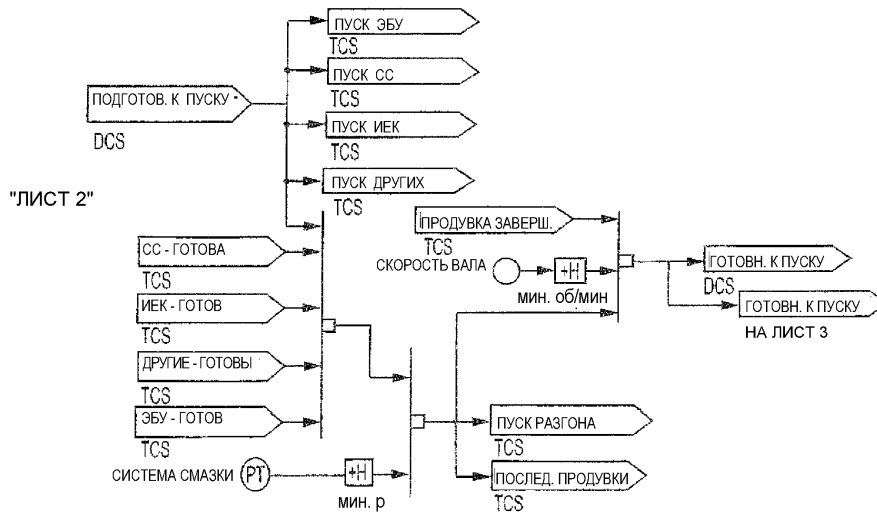 ПУСК ЭБУ
TCS
ПУСК СС
TCS
ПОДГОТОВ. К ПУСКУ
DCS
ПУСК ИЕК
TCS
ПУСК ДРУГИХ
TCS
"ЛИСТ 2"
ПРОДУВКА ЗАВЕРШ.
TCS
СС - ГОТОВА
TCS
СКОРОСТЬ ВАЛА
+H
мин. об/мин
ГОТОВН. К ПУСКУ
DCS
ГОТОВН. К ПУСКУ
НА ЛИСТ 3
ИЕК - ГОТОВ
TCS
ДРУГИЕ - ГОТОВЫ
TCS
ЭБУ - ГОТОВ
TCS
ПУСК РАЗГОНА
TCS
СИСТЕМА СМАЗКИ
PT
+H
мин. р
ПОСЛЕД. ПРОДУВКИ
TCS